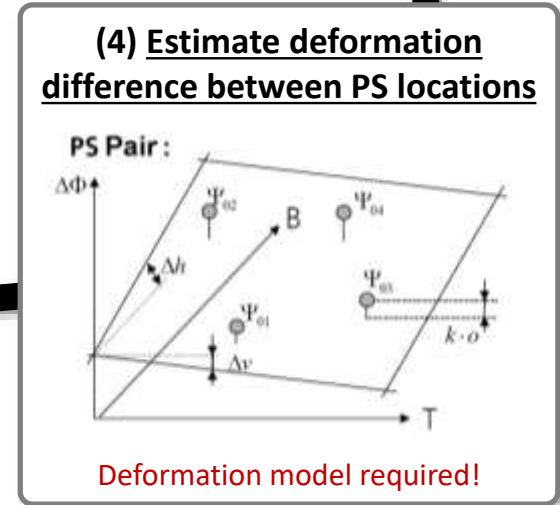 (4) Estimate deformation
difference between PS locations
PS Pair :
ΔΦ
Ψ02
Ψ04
B
Δh
Ψ03
Ψ01
k·σ
Δv
T
Deformation model required!